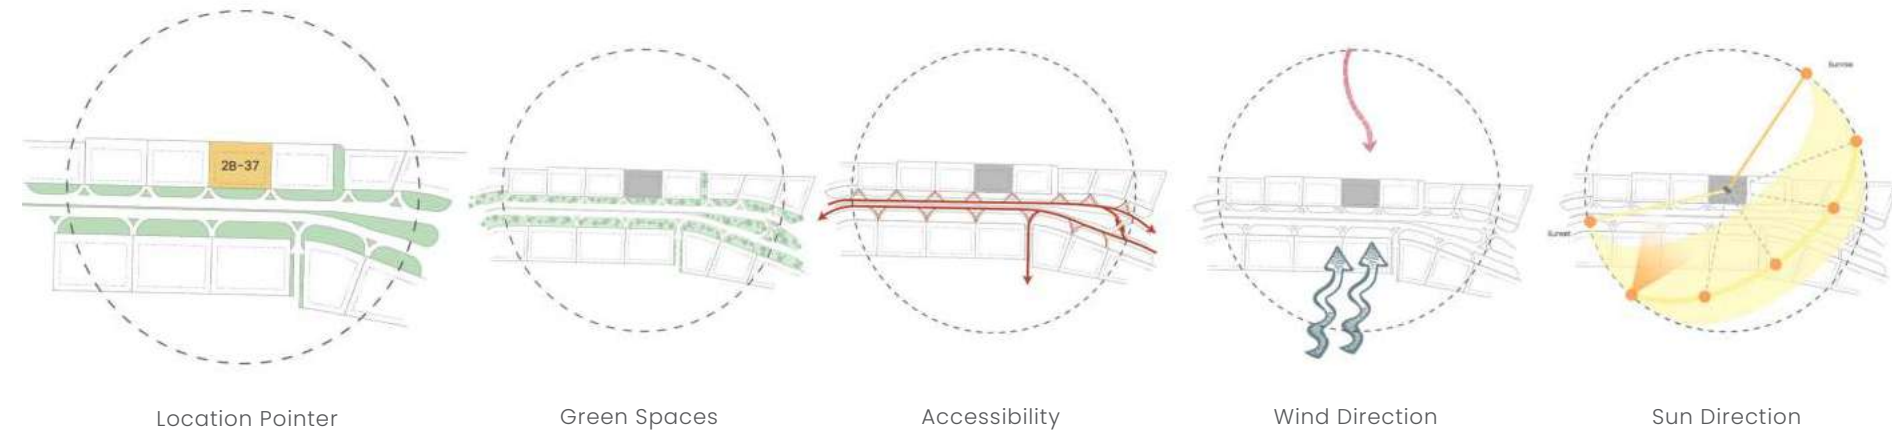 Sunrise
2B-37
Sunset
Location Pointer
Green Spaces
Accessibility
Wind Direction
Sun Direction